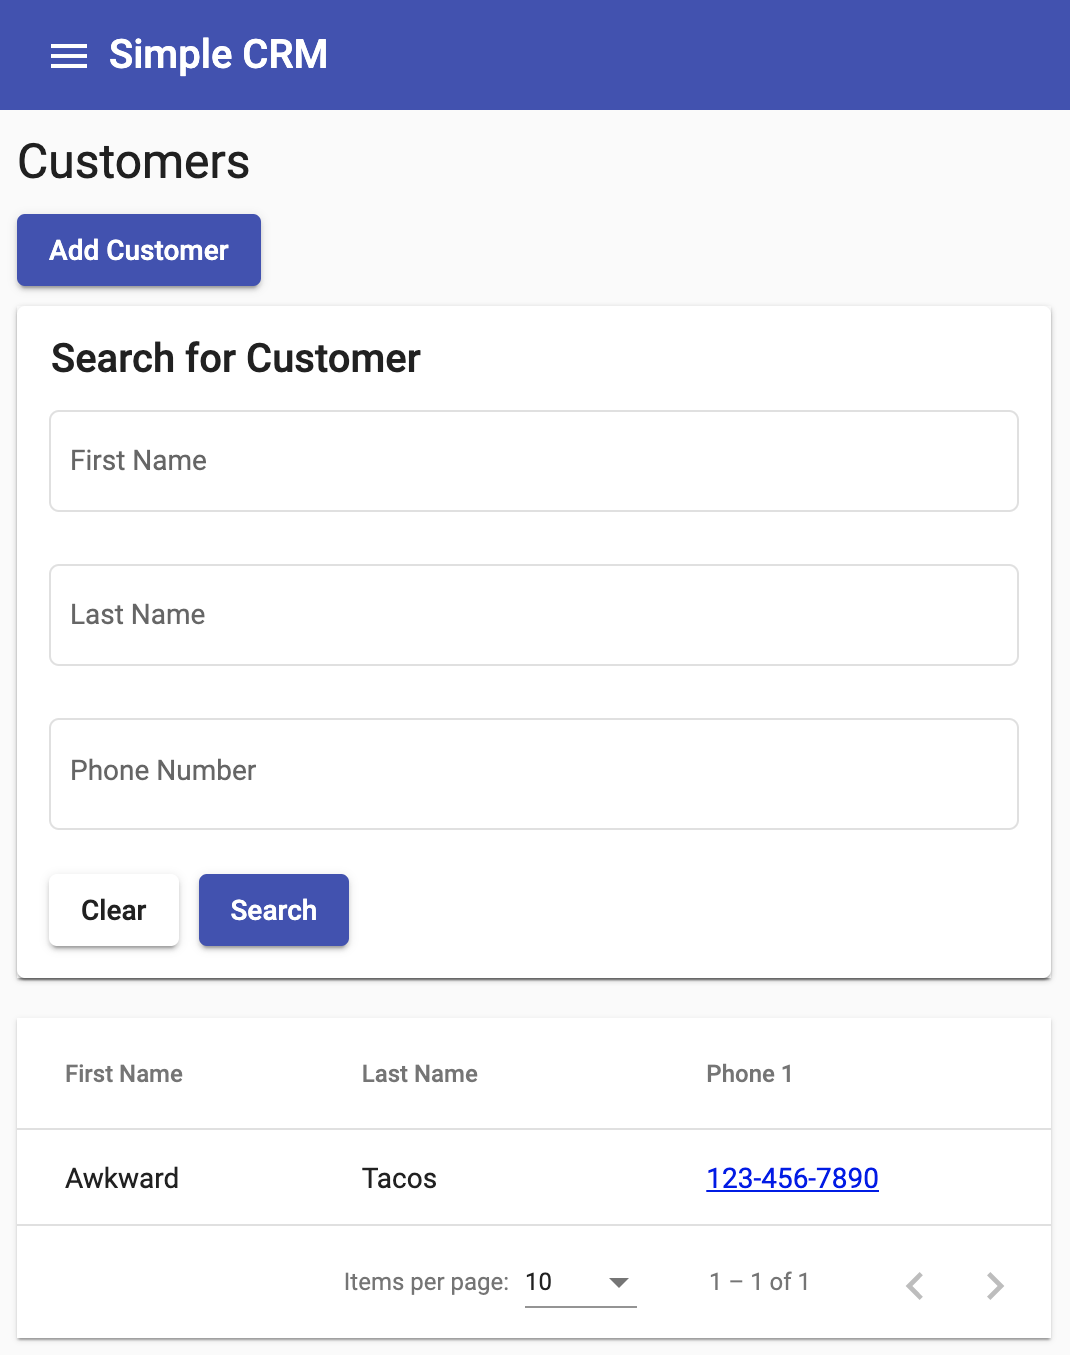 Simple CRM
Customers
Add Customer
Search for Customer
First Name
Last Name
Phone Number
Clear Search
First Name Last Name Phone 1
Awkward Tacos 123-456-7890
Items per page: 10 1 – 1 of 1